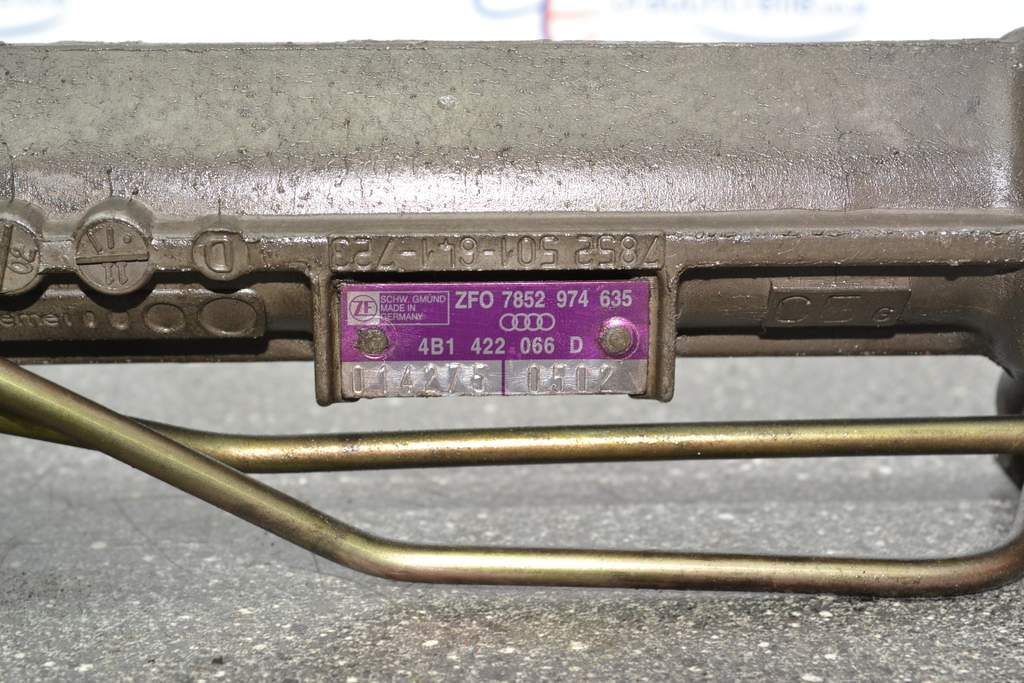 D
7852 501-641-723
ZF
SCHW. GMÜND
MADE IN
GERMANY
ZFO 7852 974 635
4B1 422 066 D
014275 0502